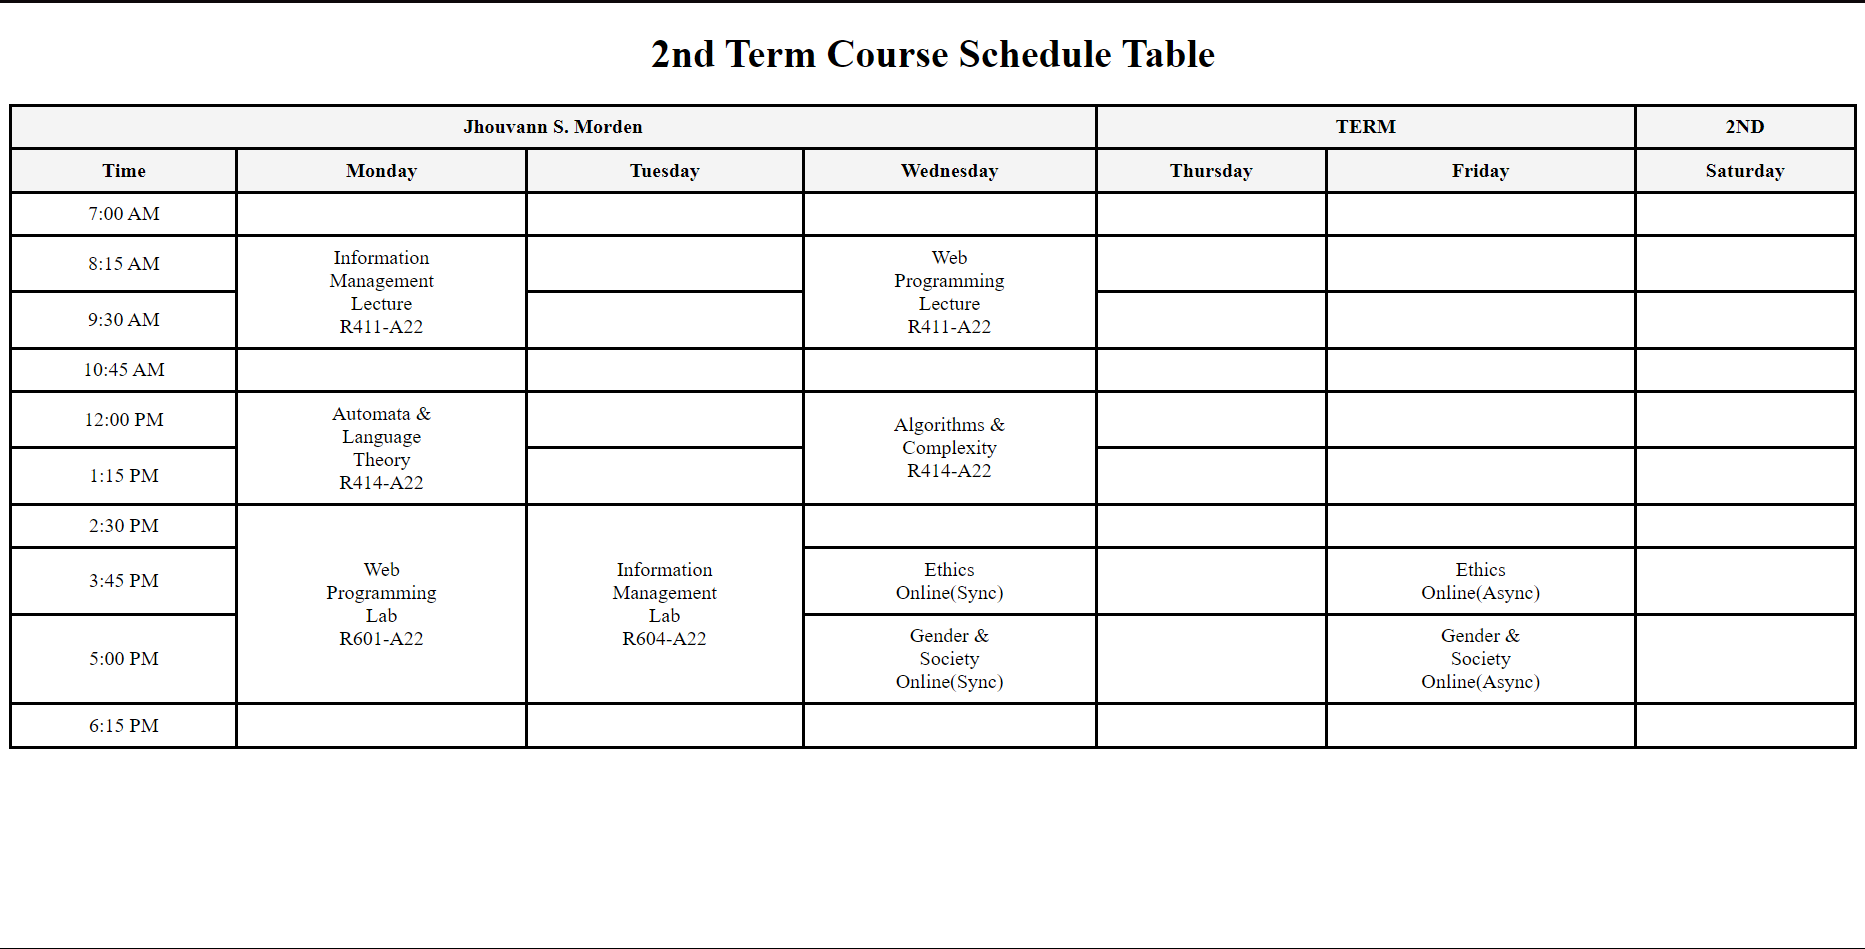 2nd Term Course Schedule Table
Jhouvann S. Morden TERM 2ND
Time Monday Tuesday Wednesday Thursday Friday Saturday
7:00 AM
8:15 AM
Information
Management
Lecture
R411-A22
Web
Programming
Lecture
R411-A22
9:30 AM
10:45 AM
12:00 PM
Automata &
Language
Theory
R414-A22
Algorithms &
Complexity
R414-A22
1:15 PM
2:30 PM
Web
Programming
Lab
R601-A22
Information
Management
Lab
R604-A22
3:45 PM
Ethics
Online(Sync)
Ethics
Online(Async)
5:00 PM
Gender &
Society
Online(Sync)
Gender &
Society
Online(Async)
6:15 PM